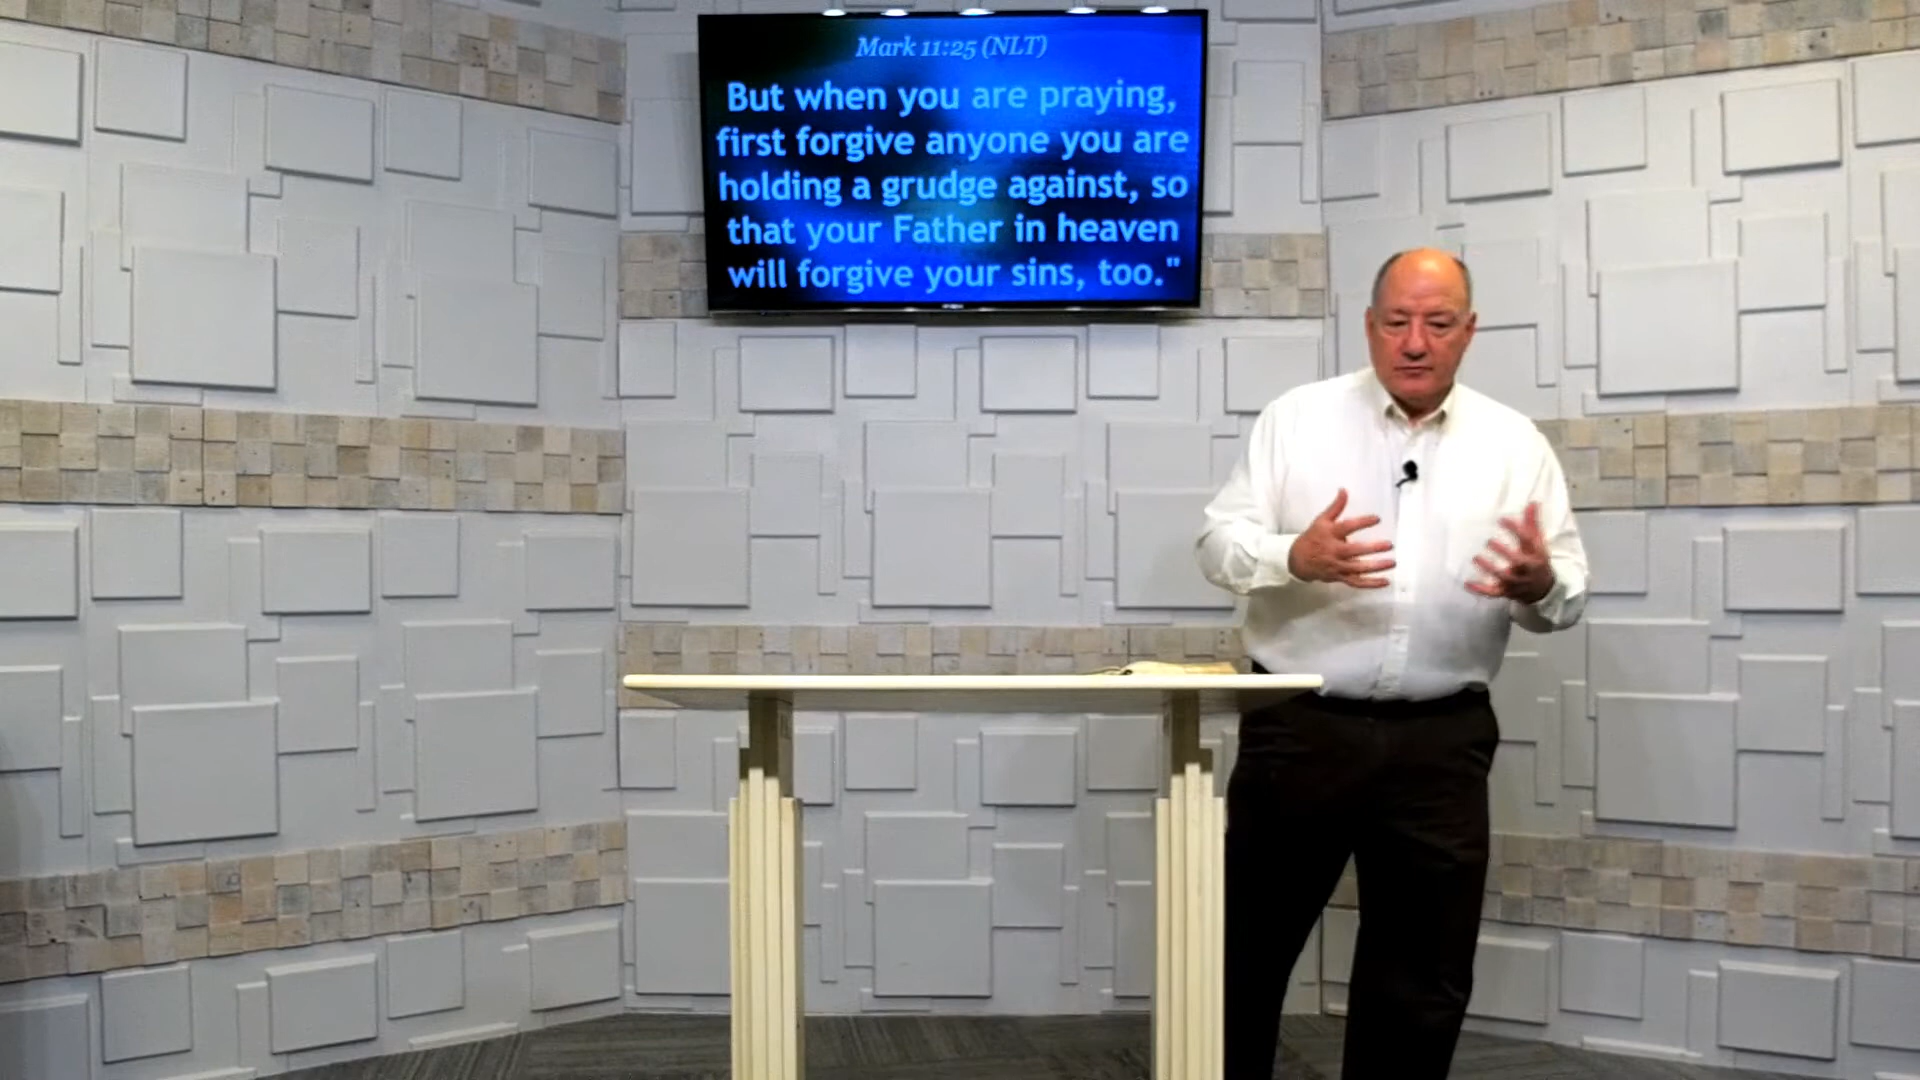 Mark 11:25 (NLT)
But when you are praying,
first forgive anyone you are
holding a grudge against, so
that your Father in heaven
will forgive your sins, too."